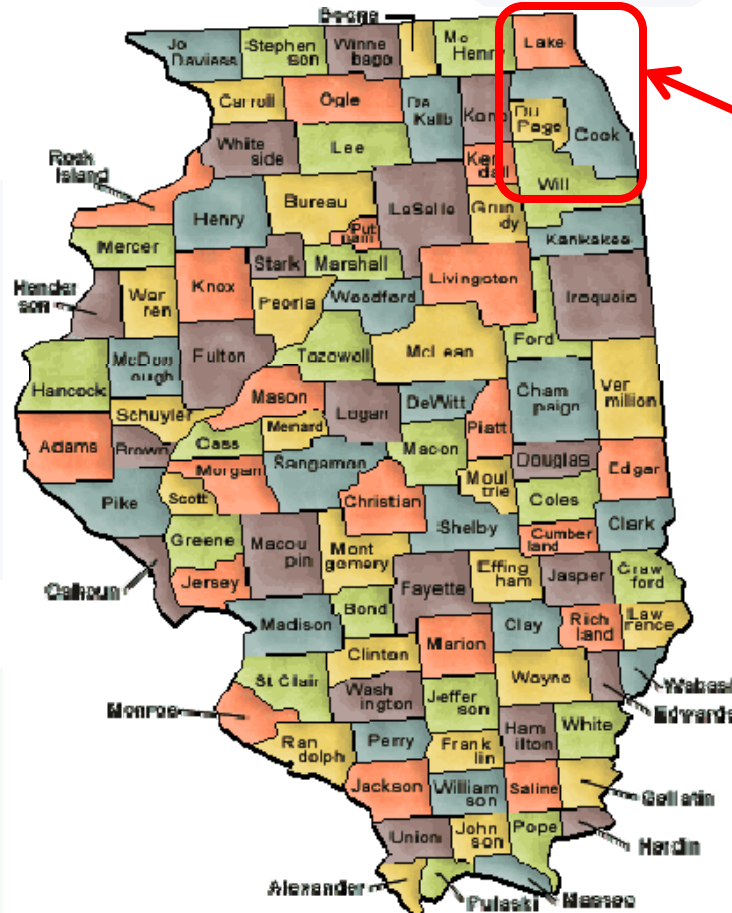 Boone
Jo
Daviess
Stephen
son
Winne
bago
Mc
Henry
Lake
Carroll
Ogle
De
Kalb
Kane
Du
Page
Cook
White
side
Lee
Ken
dall
Will
Rock
Island
Henry
Bureau
LaSalle
Grun
dy
Put
nam
Kankakee
Mercer
Stark
Marshall
Livingston
Iroquois
Hender
son
War
ren
Knox
Peoria
Woodford
Ford
Hancock
McDon
ough
Fulton
Tazewell
McLean
Mason
Logan
DeWitt
Cham
paign
Ver
million
Schuyler
Menard
Piatt
Adams
Brown
Cass
Macon
Douglas
Edgar
Morgan
Sangamon
Moul
trie
Pike
Scott
Christian
Coles
Shelby
Cumber
land
Clark
Greene
Macou
pin
Mont
gomery
Effing
ham
Jasper
Craw
ford
Calhoun
Jersey
Fayette
Bond
Madison
Clay
Rich
land
Law
rence
Marion
Clinton
St. Clair
Wayne
Wabash
Edwards
Wash
ington
Jeffer
son
Monroe
Ham
ilton
White
Ran
dolph
Perry
Frank
lin
Jackson
William
son
Saline
Gallatin
Union
John
son
Pope
Hardin
Alexander
Pulaski
Massac